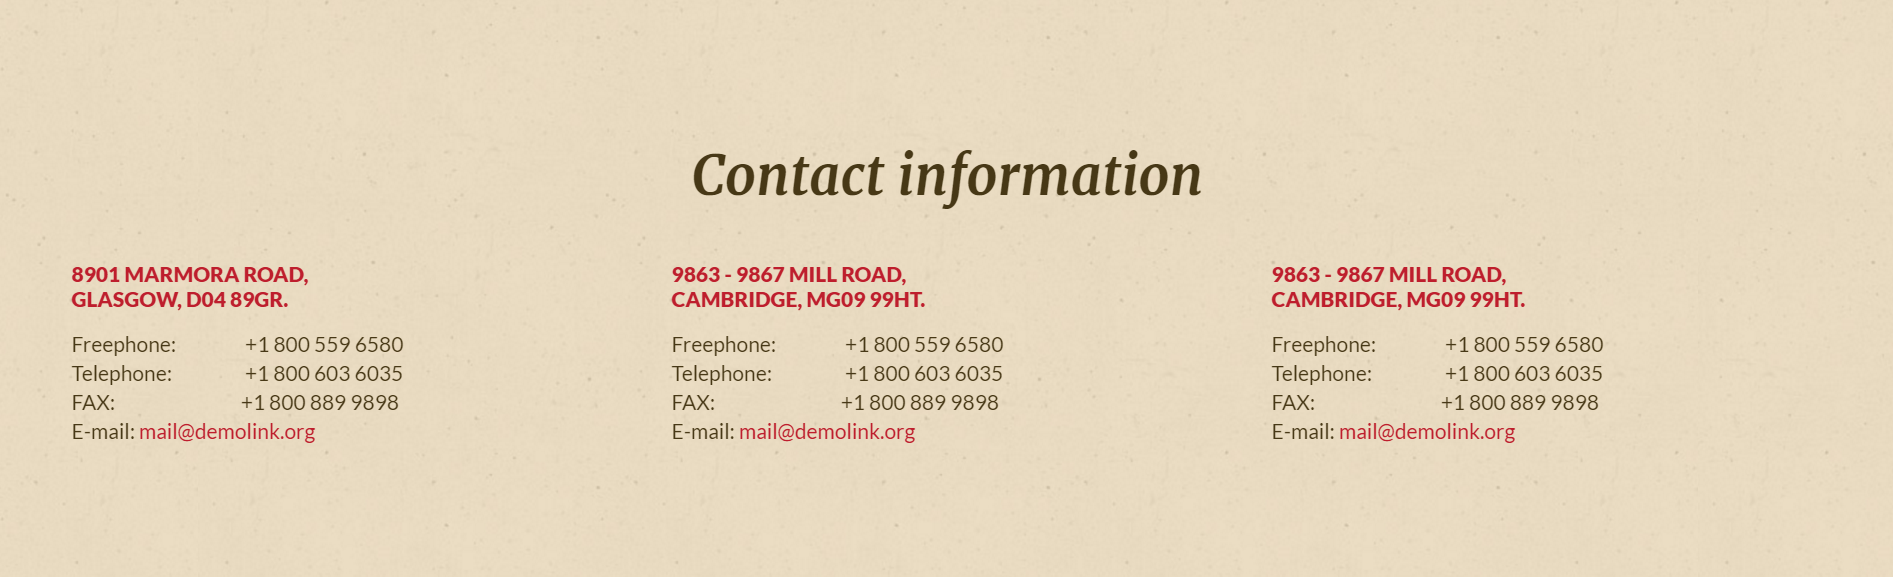 Contact information
8901 MARMORA ROAD,
GLASGOW, D04 89GR.
Freephone: +1 800 559 6580
Telephone: +1 800 603 6035
FAX: +1 800 889 9898
E-mail: mail@demolink.org
9863 - 9867 MILL ROAD,
CAMBRIDGE, MG09 99HT.
Freephone: +1 800 559 6580
Telephone: +1 800 603 6035
FAX: +1 800 889 9898
E-mail: mail@demolink.org
9863 - 9867 MILL ROAD,
CAMBRIDGE, MG09 99HT.
Freephone: +1 800 559 6580
Telephone: +1 800 603 6035
FAX: +1 800 889 9898
E-mail: mail@demolink.org